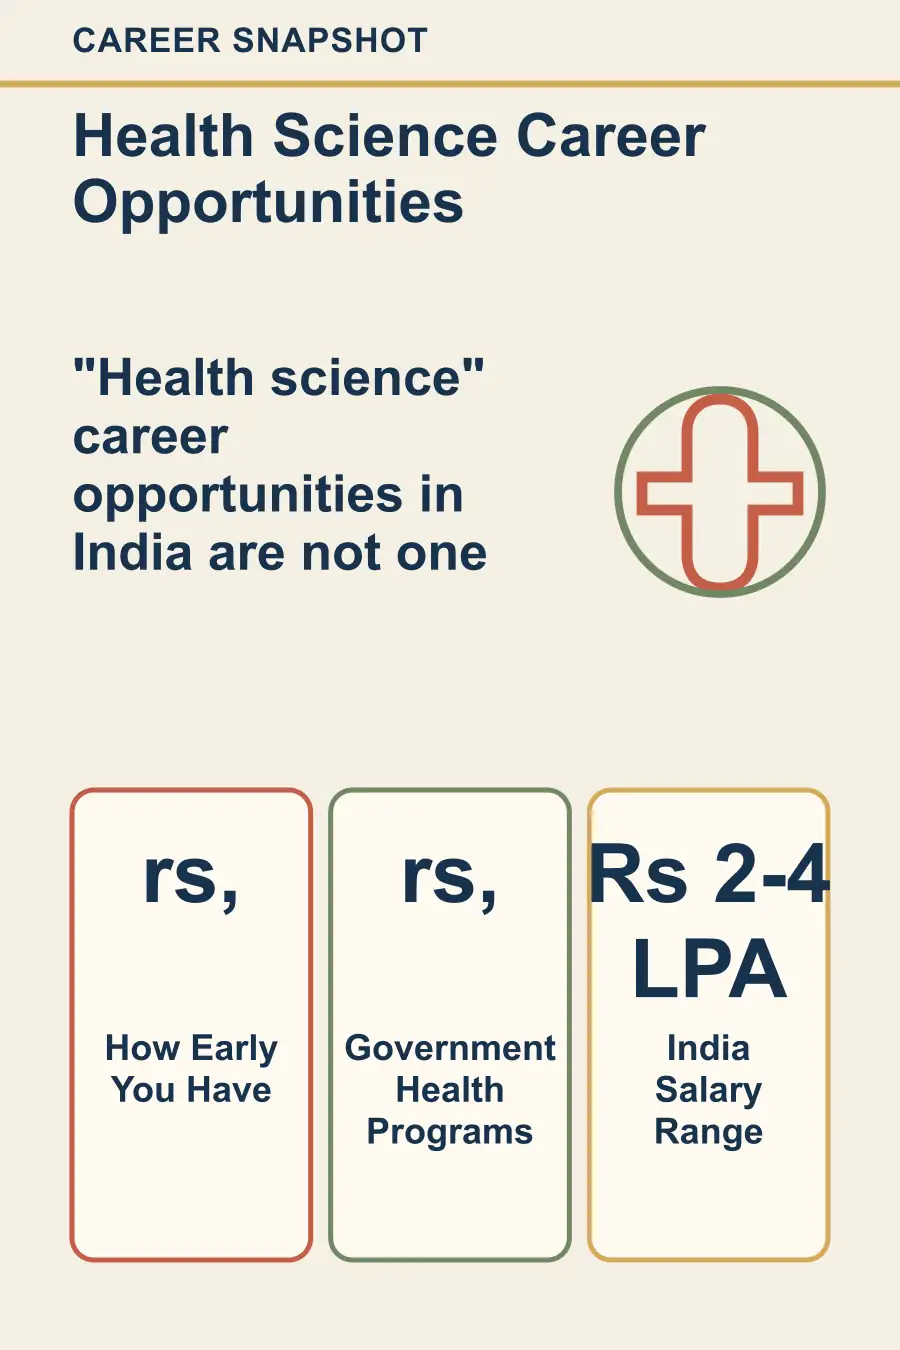 CAREER SNAPSHOT
Health Science Career
Opportunities
"Health science"
career
opportunities in
India are not one
rs,
How Early
You Have
rs,
Government
Health
Programs
Rs 2-4
LPA
India
Salary
Range